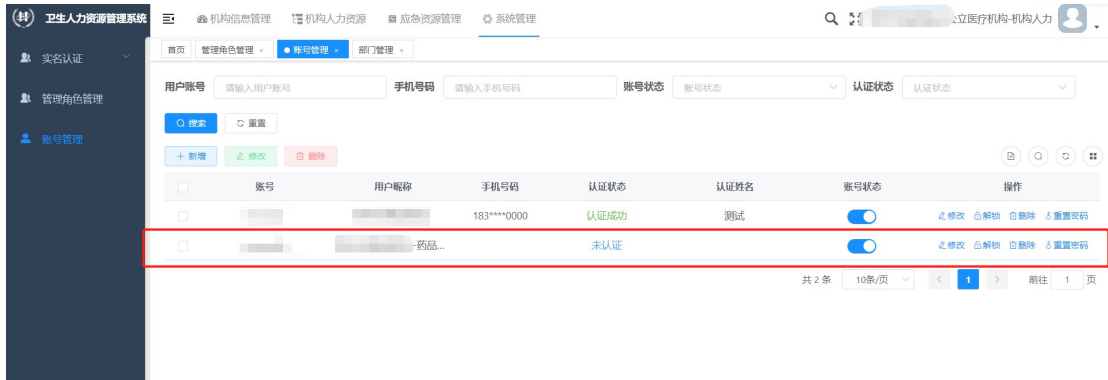 卫生人力资源管理系统 机构信息管理 机构人力资源 应急资源管理 系统管理 公立医疗机构-机构人力
首页 管理角色管理 × 账号管理 × 部门管理 ×
实名认证
管理角色管理
账号管理
用户账号 请输入用户账号 手机号码 请输入手机号码 账号状态 账号状态 认证状态 认证状态
搜索 重置
+ 新增 修改 删除
账号 用户昵称 手机号码 认证状态 认证姓名 账号状态 操作
183****0000 认证成功 测试 修改 解锁 删除 重置密码
-药品... 未认证 修改 解锁 删除 重置密码
共 2 条 10条/页 < 1 > 前往 1 页